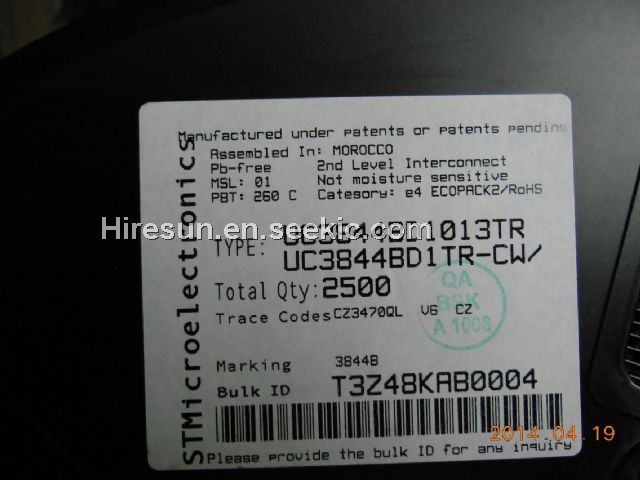 Manufactured under patents or patents pending
Assembled In: MOROCCO
Pb-free 2nd Level Interconnect
MSL: 01 Not moisture sensitive
PBT: 260 C Category: e4 ECOPACK2/RoHS
Hiresun.en.seekic.com
TYPE: UC3844BD1013TR
UC3844BD1TR-CW/
Total Qty: 2500
Trace Codes CZ3470QL V6 CZ
QA
BSK
A 1008
Marking 3844B
Bulk ID T3Z48KAB0004
Please provide the bulk ID for any inquiry
STMicroelectronics
2014.04.19